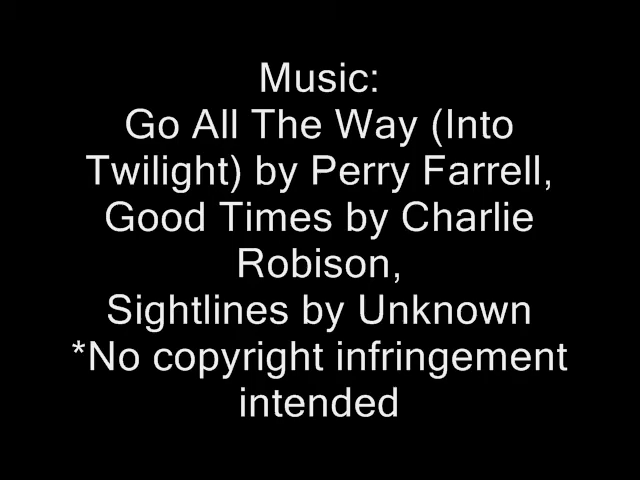 Music:
Go All The Way (Into
Twilight) by Perry Farrell,
Good Times by Charlie
Robison,
Sightlines by Unknown
*No copyright infringement
intended